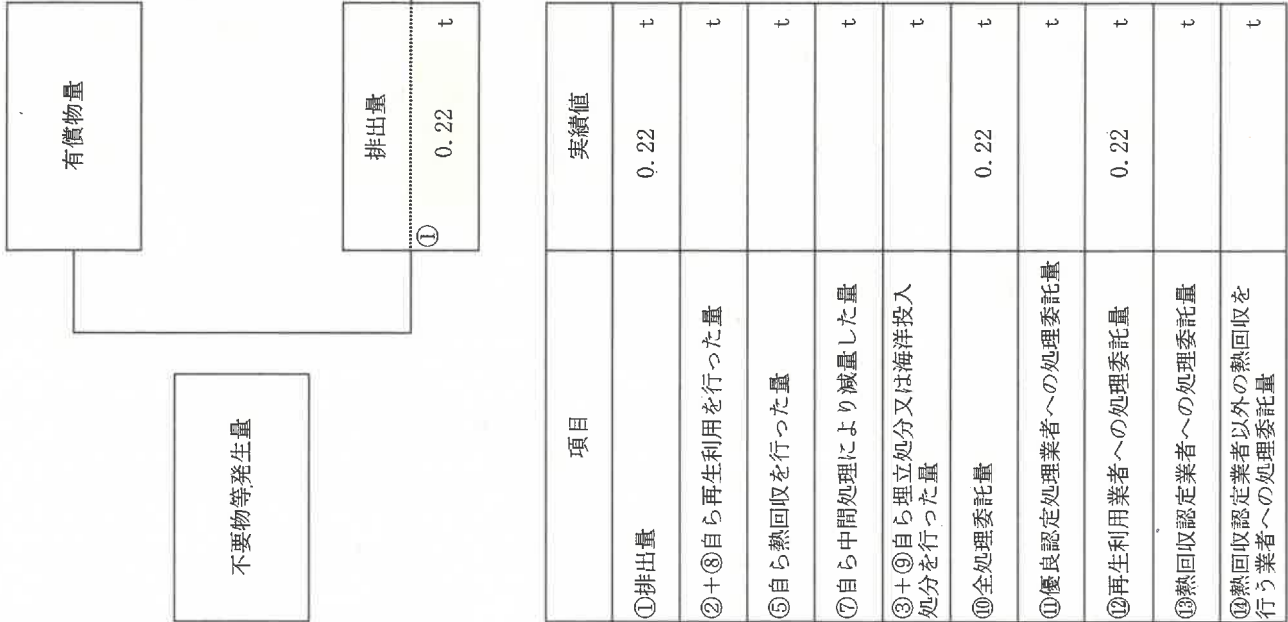 有償物量
不要物等発生量
排出量
① 0.22 t
項目 実績値
①排出量 0.22 t
②＋⑧自ら再生利用を行った量 t
⑤自ら熱回収を行った量 t
⑦自ら中間処理により減量した量 t
③＋⑨自ら埋立処分又は海洋投入
処分を行った量 t
⑩全処理委託量 0.22 t
⑪優良認定処理業者への処理委託量 t
⑫再生利用業者への処理委託量 0.22 t
⑬熱回収認定業者への処理委託量 t
⑭熱回収認定業者以外の熱回収を
行う業者への処理委託量 t